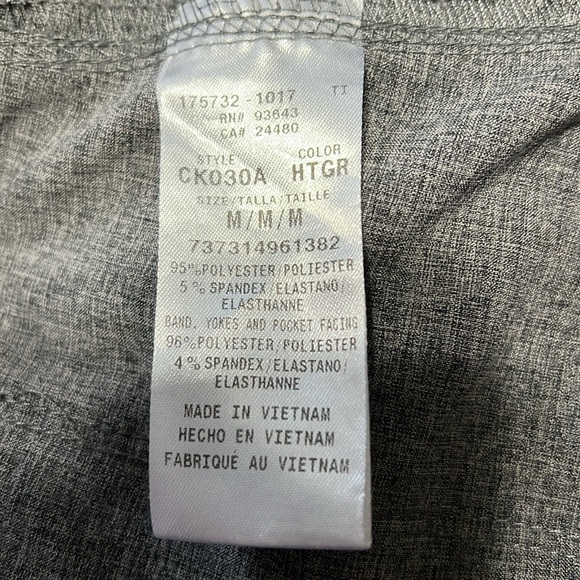 175732 - 1017 TI
RN# 93643
CA# 24480
STYLE COLOR
CK030A HTGR
SIZE/TALLA/TAILLE
M/M/M
737314961382
95%POLYESTER/POLIESTER
5% SPANDEX/ELASTANO/
ELASTHANNE
BAND, YOKES AND POCKET FACING
96%POLYESTER/POLIESTER
4% SPANDEX/ELASTANO/
ELASTHANNE
MADE IN VIETNAM
HECHO EN VIETNAM
FABRIQUÉ AU VIETNAM